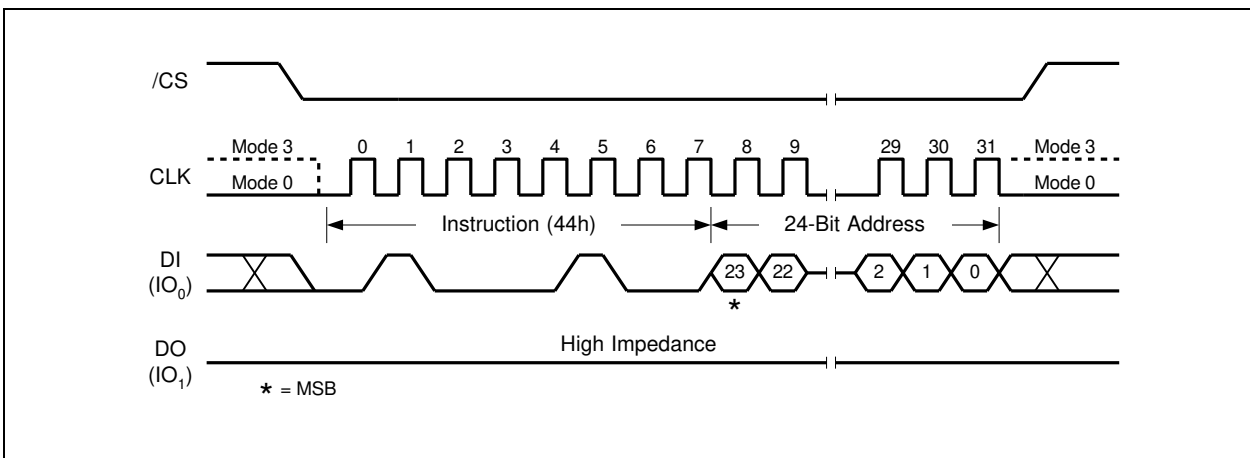 /CS
Mode 3 0 1 2 3 4 5 6 7 8 9 29 30 31 Mode 3
CLK
Mode 0 Mode 0
Instruction (44h) 24-Bit Address
DI
(IO0)
23 22 2 1 0
*
High Impedance
DO
(IO1)
* = MSB